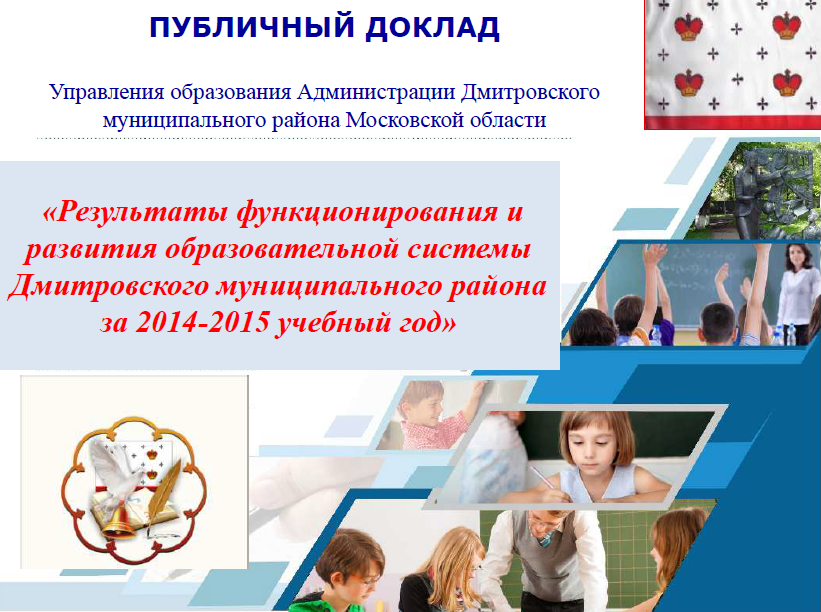 ПУБЛИЧНЫЙ ДОКЛАД
Управления образования Администрации Дмитровского
муниципального района Московской области
«Результаты функционирования и
развития образовательной системы
Дмитровского муниципального района
за 2014-2015 учебный год»